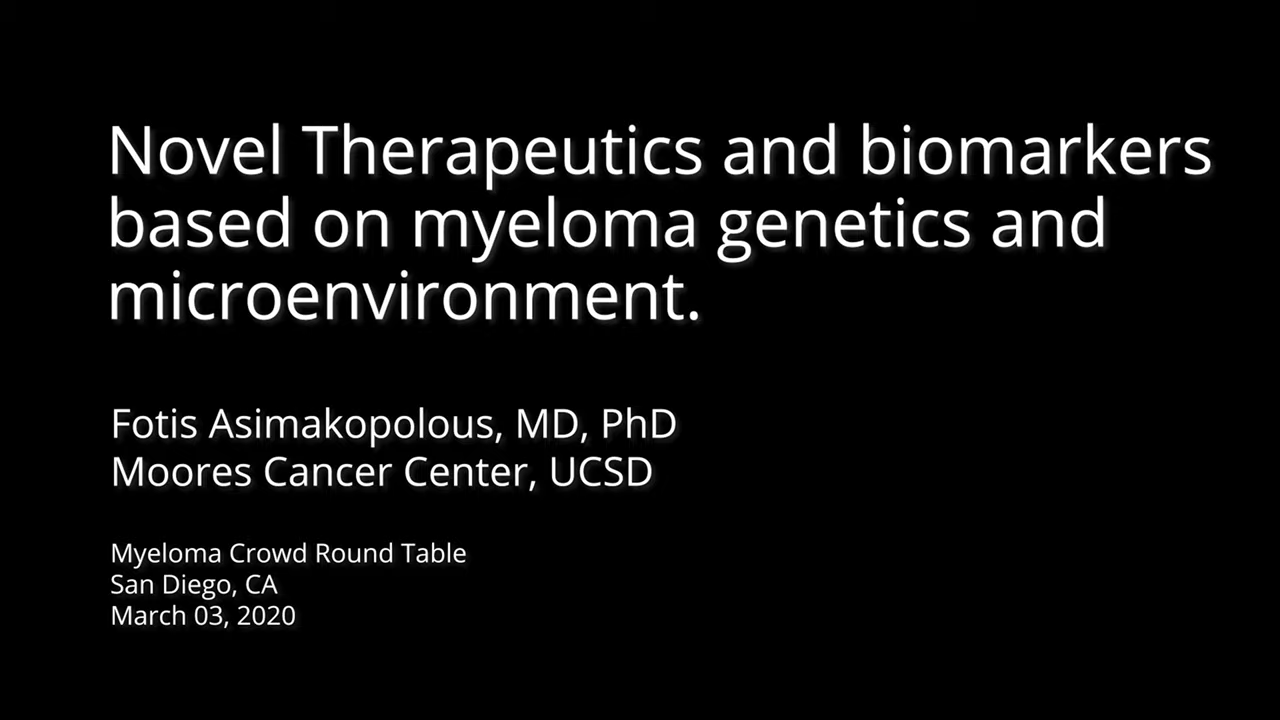 Novel Therapeutics and biomarkers
based on myeloma genetics and
microenvironment.
Fotis Asimakopolous, MD, PhD
Moores Cancer Center, UCSD
Myeloma Crowd Round Table
San Diego, CA
March 03, 2020